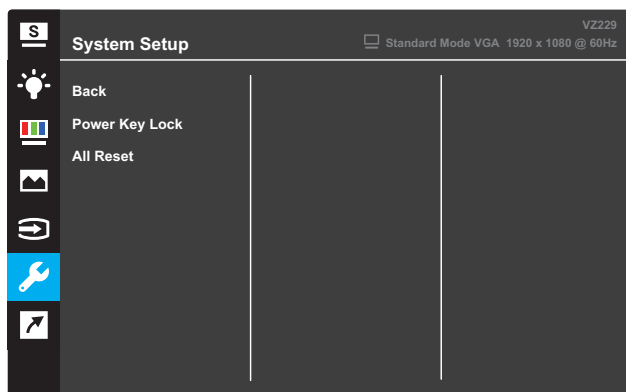 S
VZ229
System Setup
Standard Mode VGA 1920 x 1080 @ 60Hz
Back
Power Key Lock
All Reset